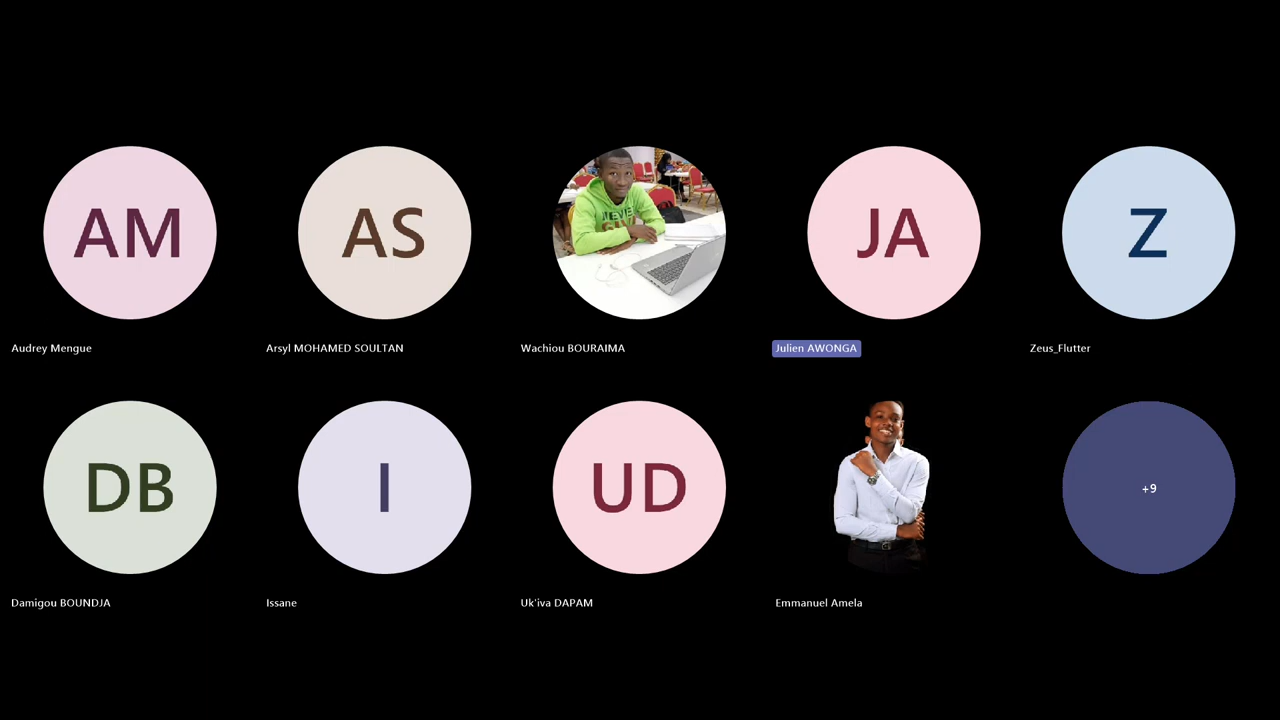 AM
AS
JA
Z
Audrey Mengue
Arsyl MOHAMED SOULTAN
Wachiou BOURAIMA
Julien AWONGA
Zeus_Flutter
DB
I
UD
+9
Damigou BOUNDJA
Issane
Uk'iva DAPAM
Emmanuel Amela